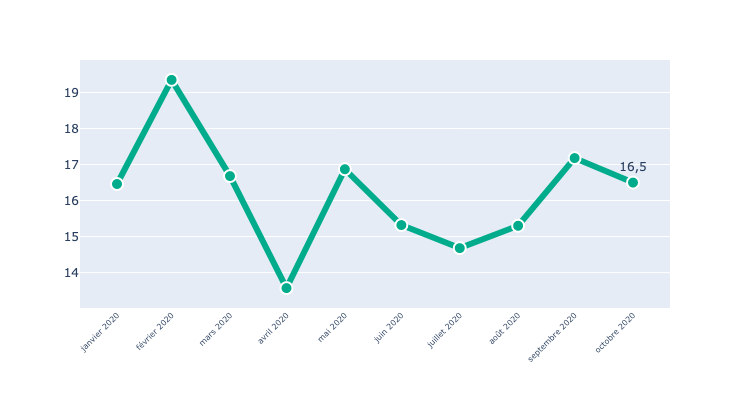 19
18
17
16
15
14
16,5
janvier 2020
février 2020
mars 2020
avril 2020
mai 2020
juin 2020
juillet 2020
août 2020
septembre 2020
octobre 2020